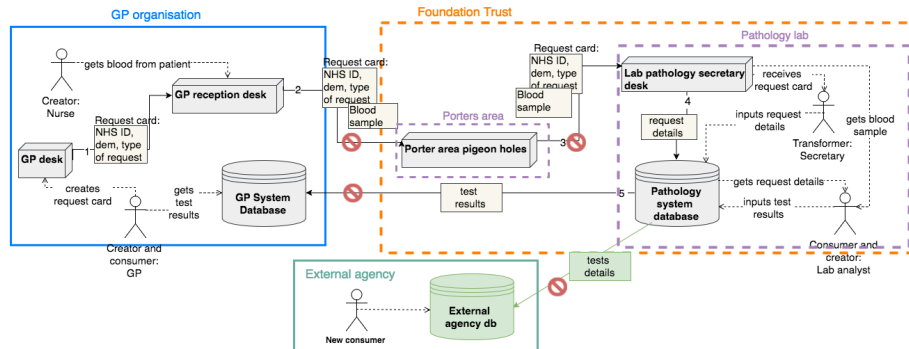 GP organisation
Foundation Trust
Pathology lab
gets blood from patient
Creator:
Nurse
GP reception desk
2
Request card:
NHS ID,
dem, type
of request
Blood
sample
Request card:
NHS ID,
dem, type
of request
1
GP desk
creates
request card
Creator and
consumer:
GP
gets
test
results
GP System
Database
Porters area
Porter area pigeon holes
3
Request card:
NHS ID,
dem, type
of request
Blood
sample
Lab pathology secretary
desk
receives
request card
4
request
details
inputs request
details
Transformer:
Secretary
gets blood
sample
test
results
5
Pathology
system
database
gets request details
inputs test
results
Consumer and
creator:
Lab analyst
tests
details
External agency
New consumer
External
agency db